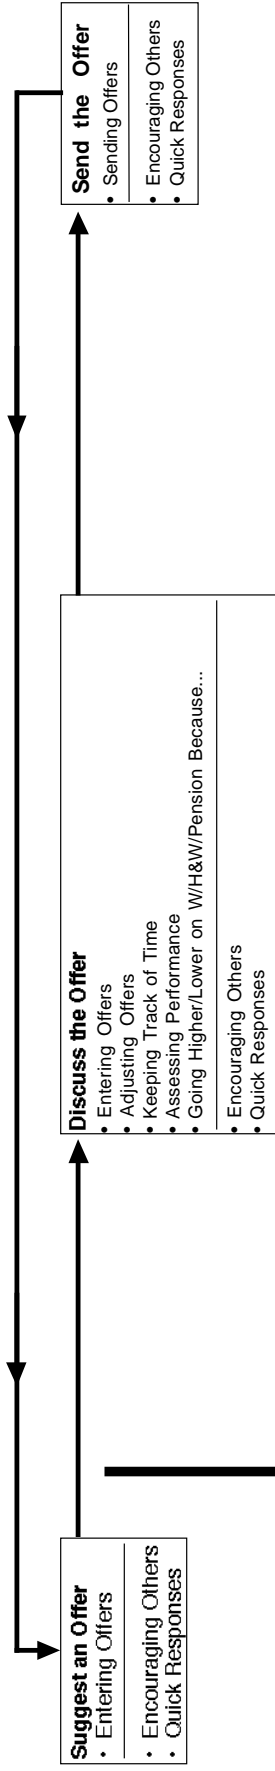 Suggest an Offer
• Entering Offers
• Encouraging Others
• Quick Responses
Discuss the Offer
• Entering Offers
• Adjusting Offers
• Keeping Track of Time
• Assessing Performance
• Going Higher/Lower on W/H&W/Pension Because...
• Encouraging Others
• Quick Responses
Send the Offer
• Sending Offers
• Encouraging Others
• Quick Responses